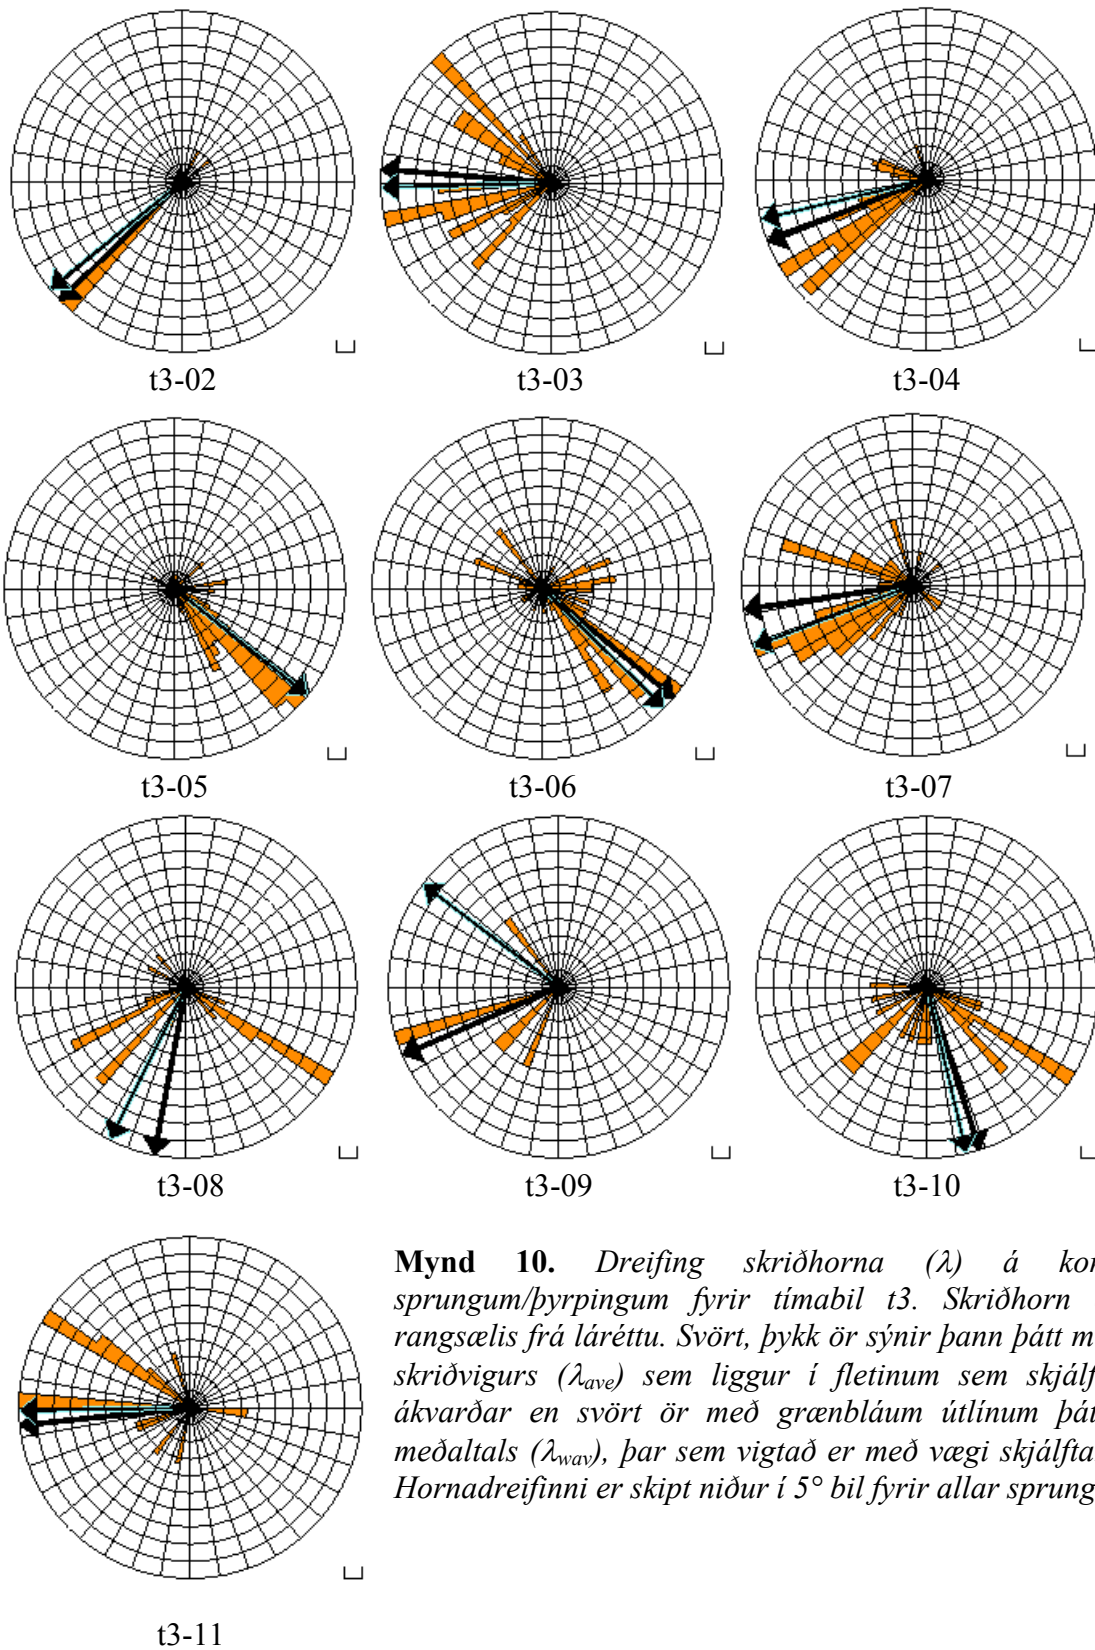 t3-02
t3-03
t3-04
t3-05
t3-06
t3-07
t3-08
t3-09
t3-10
Mynd 10. Dreifing skriðhorna (λ) á
sprungum/þyrpingum fyrir tímabil t3. Skriðhorn
rangsælis frá láréttu. Svört, þykk ör sýnir þann þátt
skriðvigurs (λave) sem liggur í fletinum sem
ákvarðar en svört ör með grænbláum útlínum
meðaltals (λwav), þar sem vigtað er með vægi
Hornadreifinni er skipt niður í 5° bil fyrir allar
t3-11